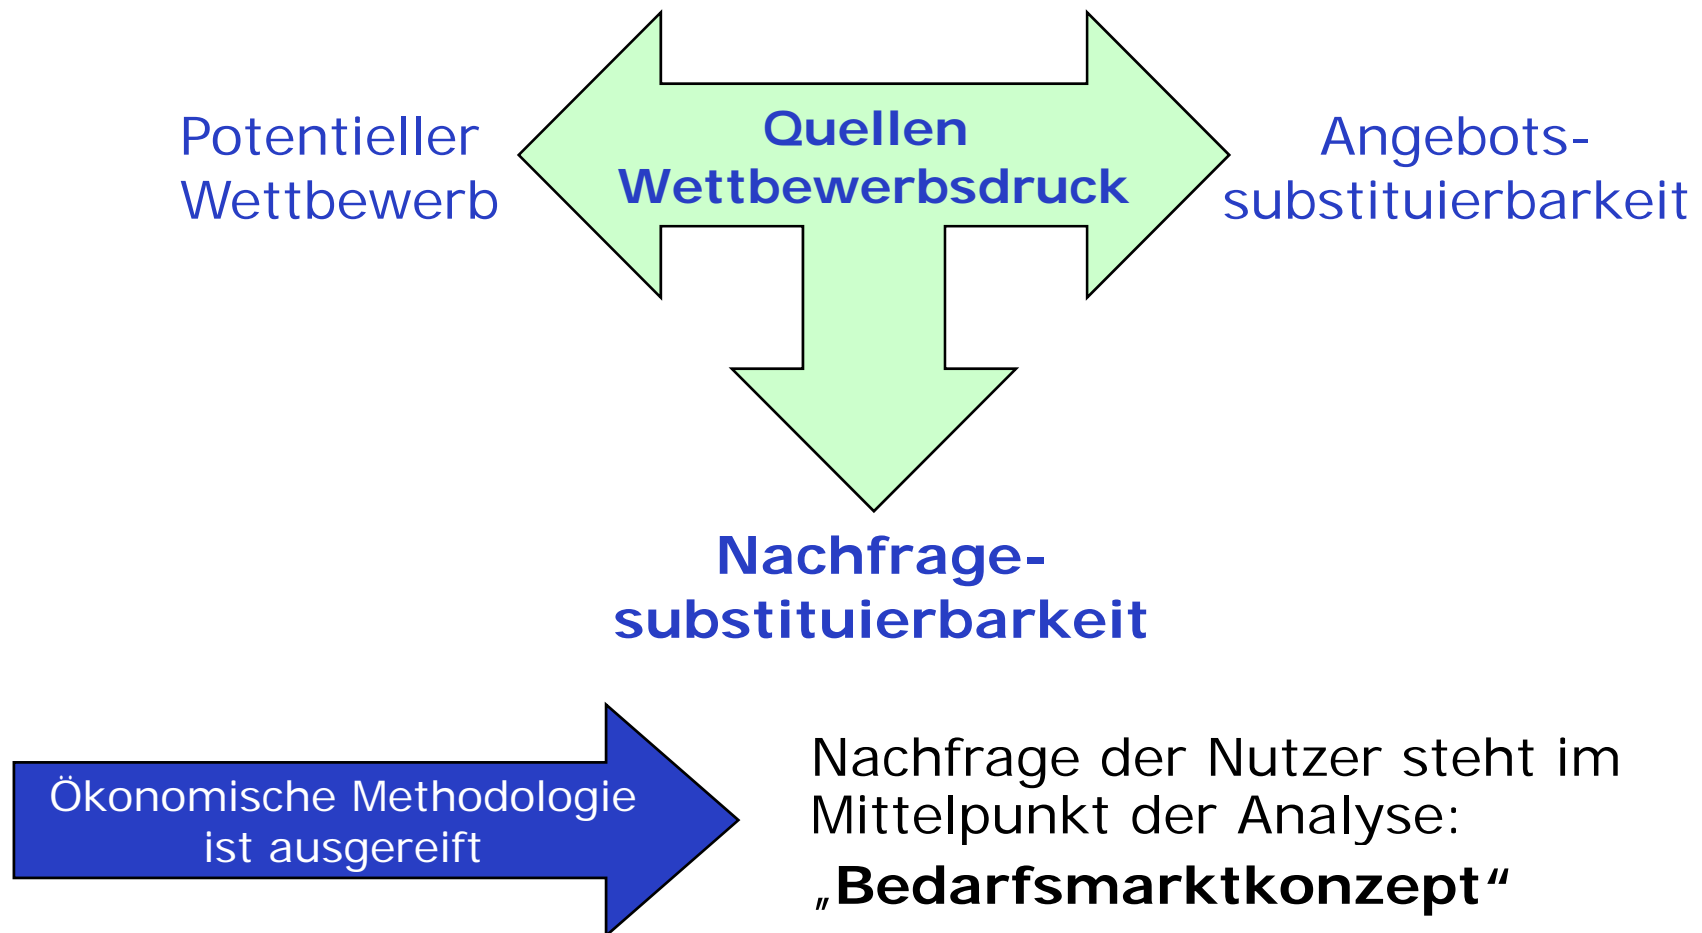 Potentieller
Wettbewerb
Quellen
Wettbewerbsdruck
Angebots-
substituierbarkeit
Nachfrage-
substituierbarkeit
Ökonomische Methodologie
ist ausgereift
Nachfrage der Nutzer steht im
Mittelpunkt der Analyse:
„Bedarfsmarktkonzept“